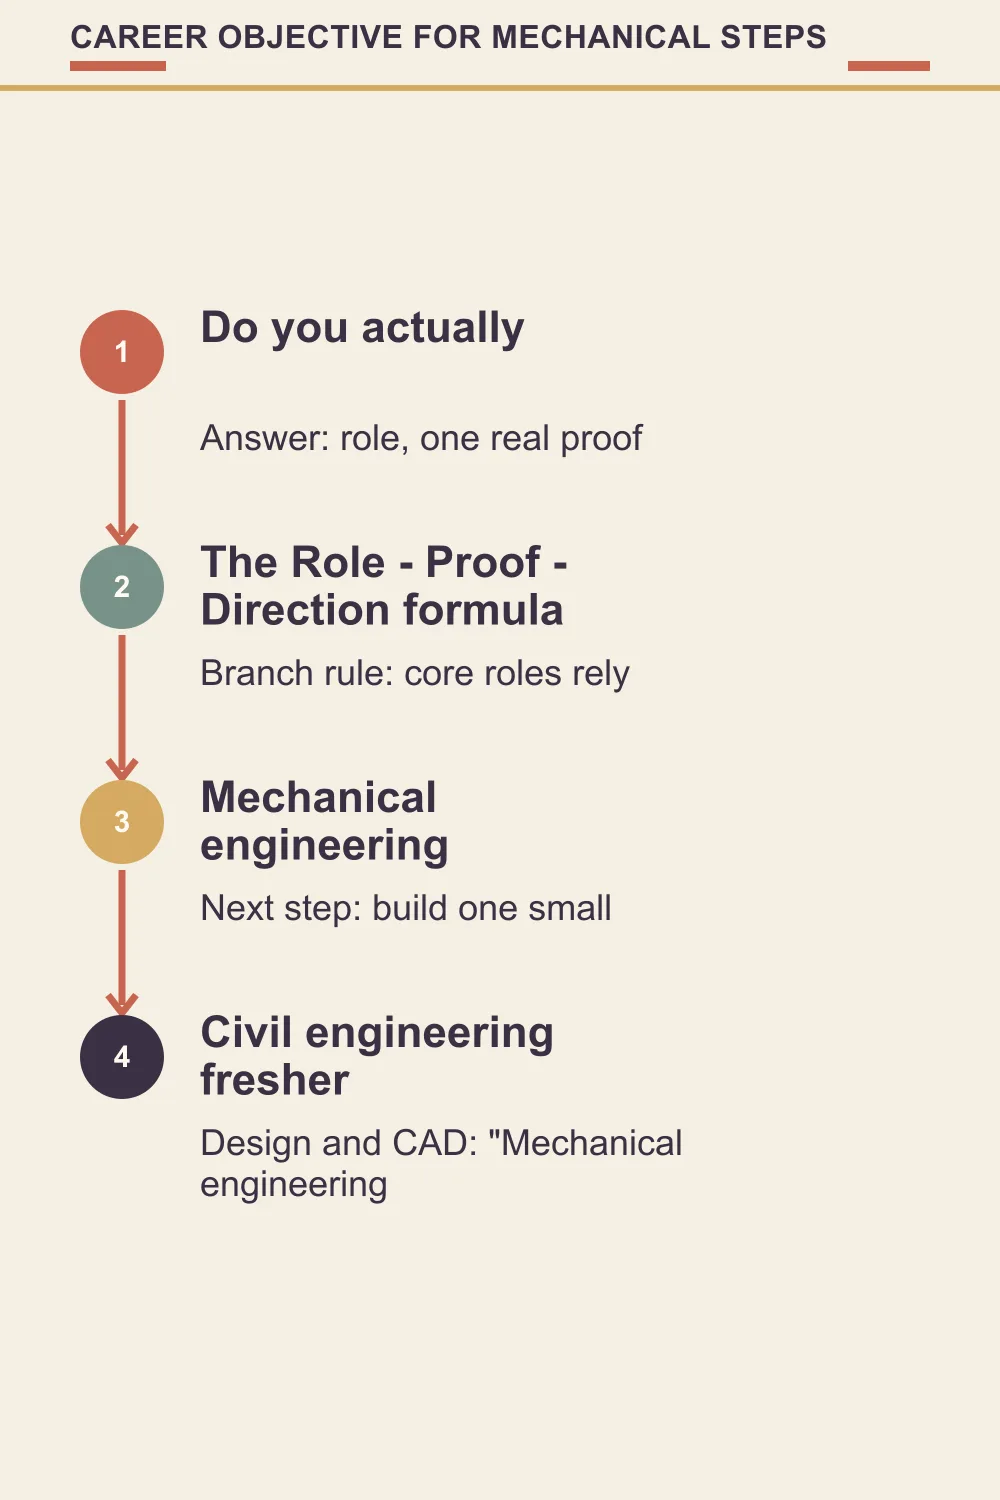 CAREER OBJECTIVE FOR MECHANICAL STEPS
1
Do you actually
Answer: role, one real proof
2
The Role - Proof -
Direction formula
Branch rule: core roles rely
3
Mechanical
engineering
Next step: build one small
4
Civil engineering
fresher
Design and CAD: "Mechanical
engineering